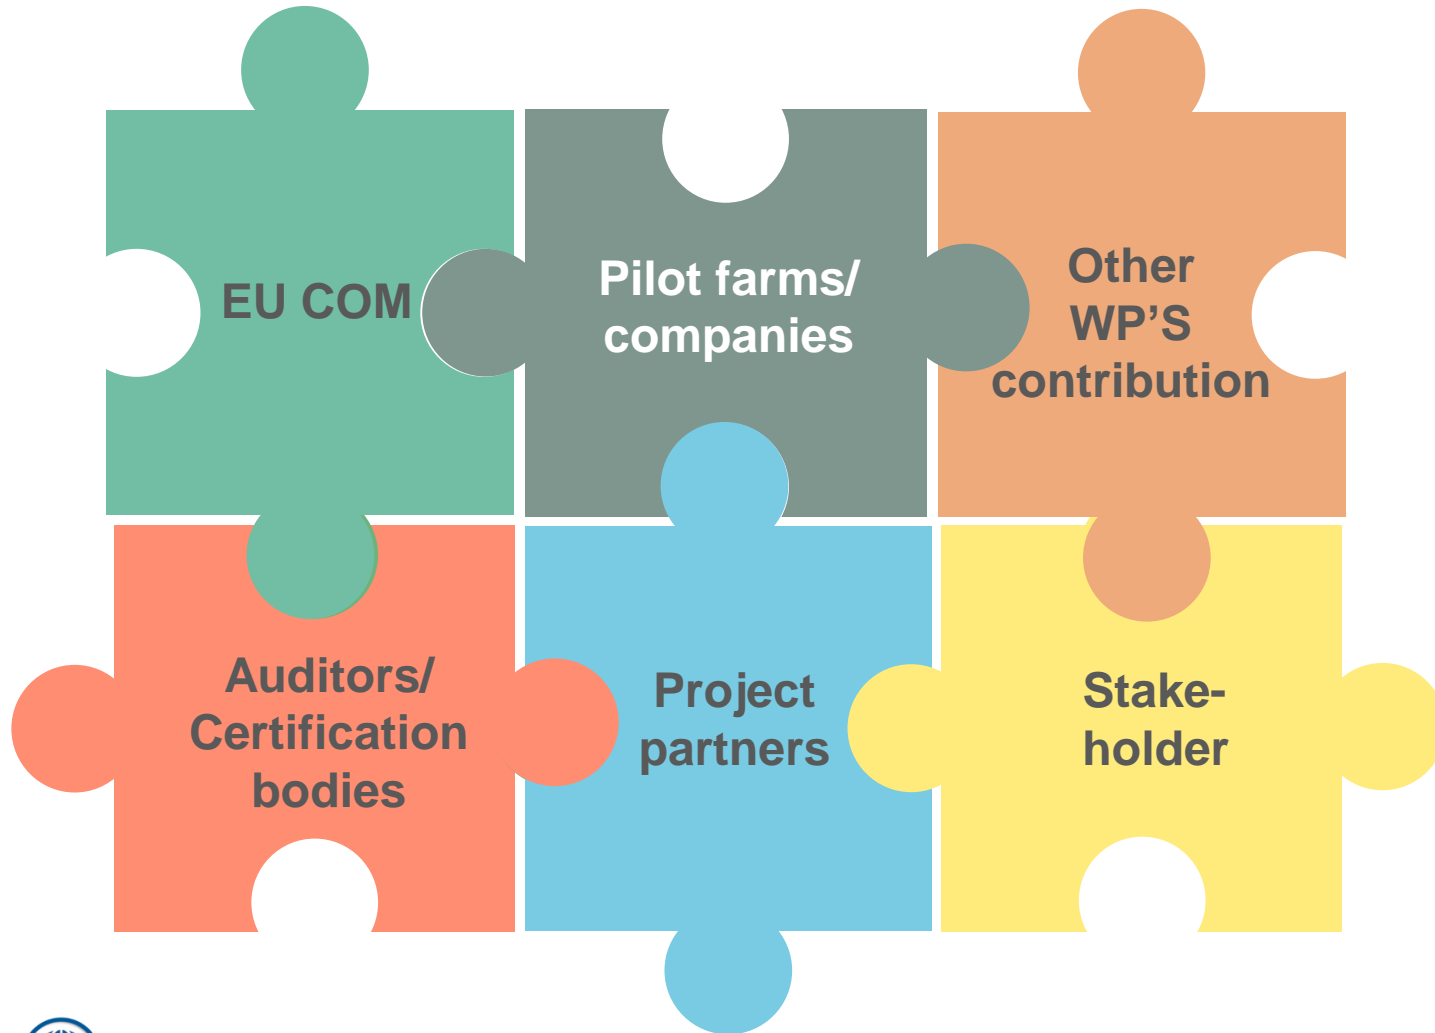 EU COM
Pilot farms/
companies
Other
WP’S
contribution
Auditors/
Certification
bodies
Project
partners
Stake-
holder